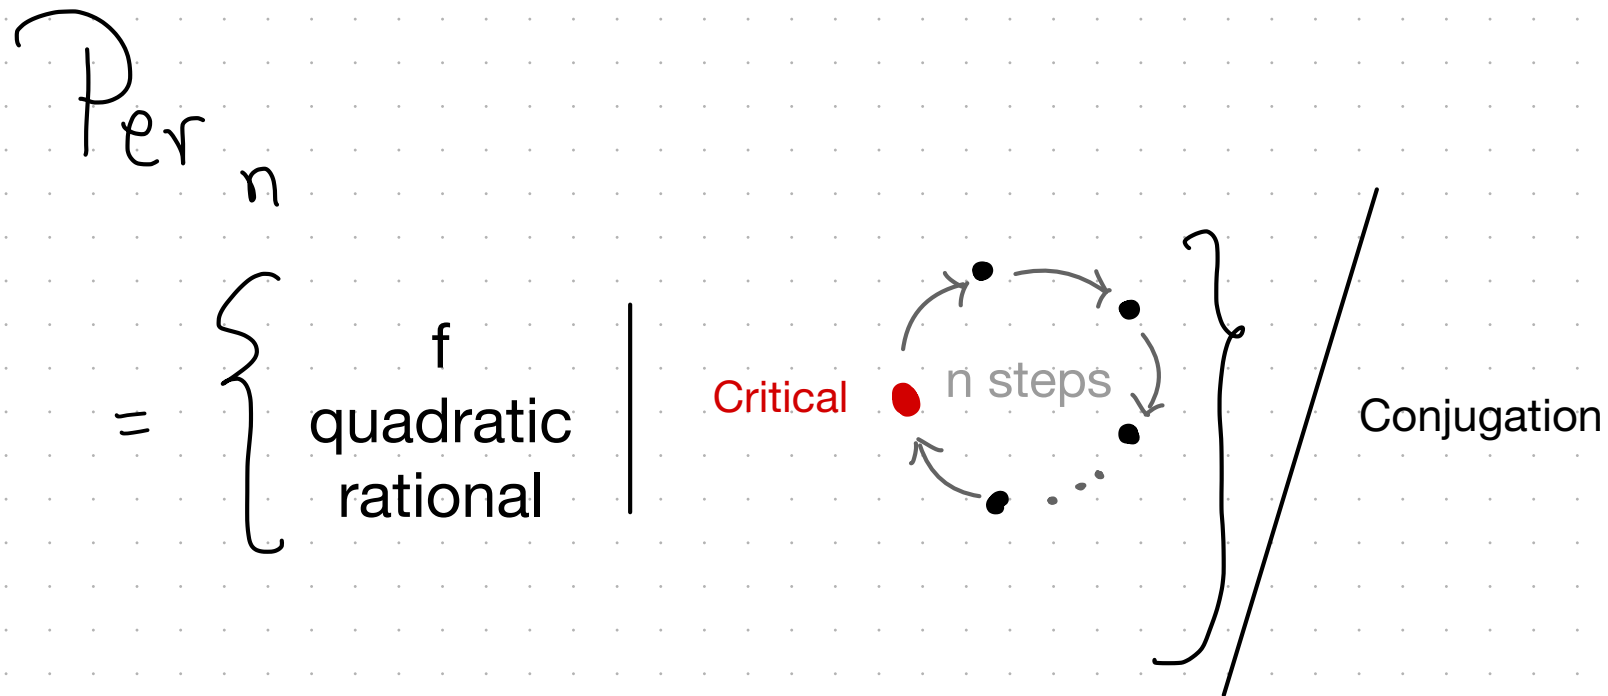 Per n
= { f quadratic rational | Critical n steps } / Conjugation